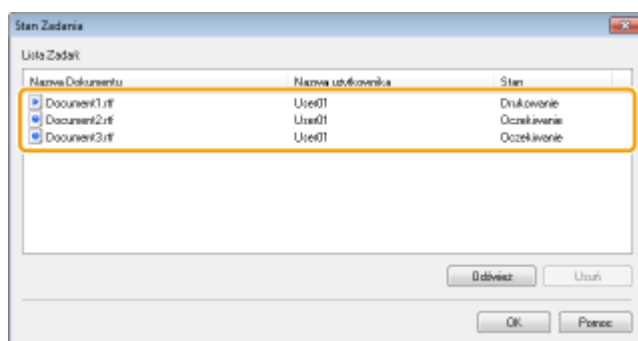 Stan Zadania
Lista Zadań:
Nazwa Dokumentu Nazwa użytkownika Stan
Document1.rtf User01 Drukowanie
Document2.rtf User01 Oczekiwanie
Document3.rtf User01 Oczekiwanie
Odśwież Usuń
OK Pomoc